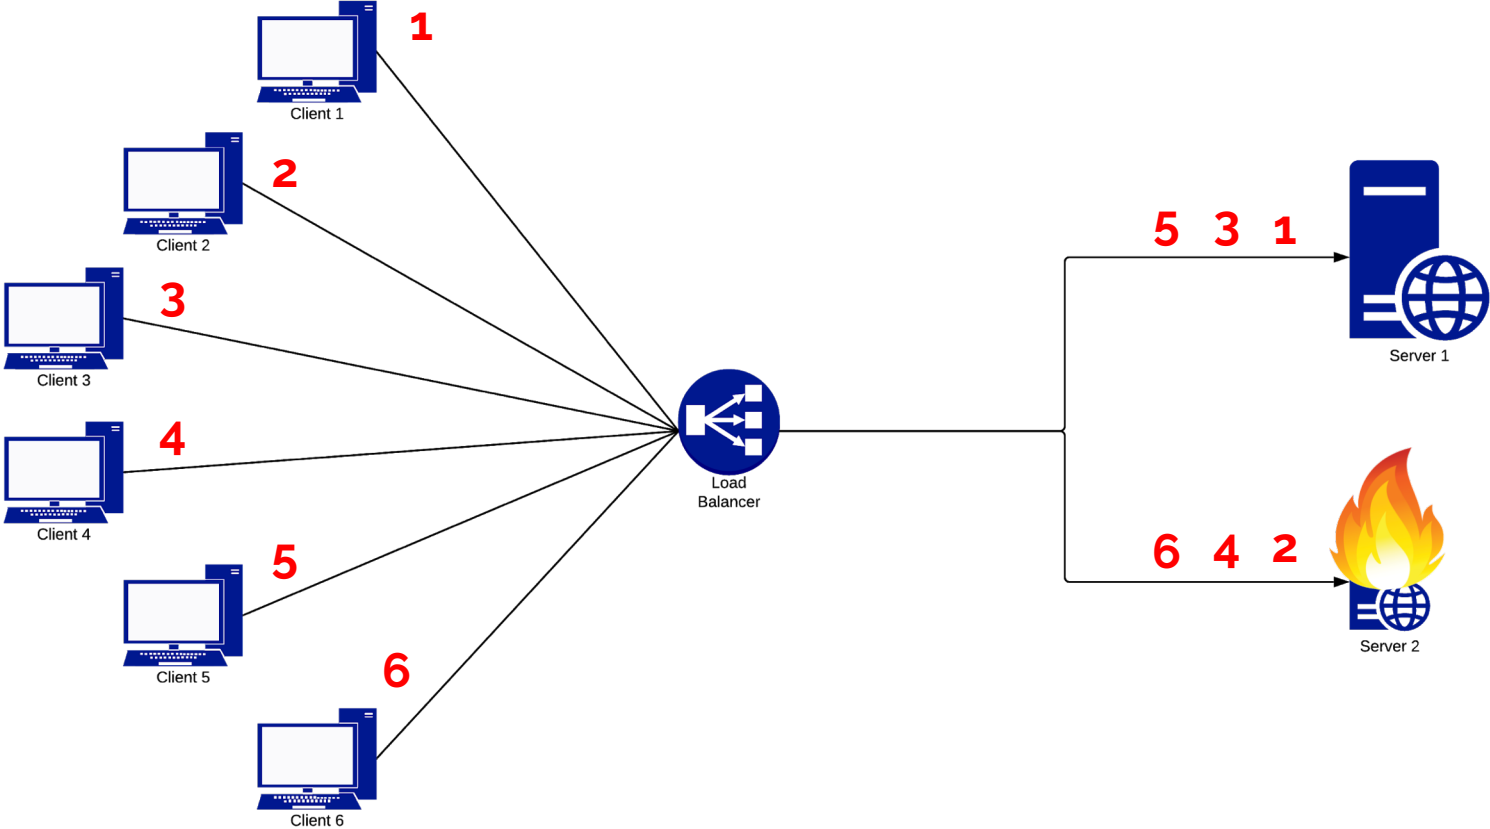 1
Client 1
2
Client 2
3
Client 3
4
Client 4
5
Client 5
6
Client 6
Load
Balancer
5 3 1
Server 1
6 4 2
Server 2